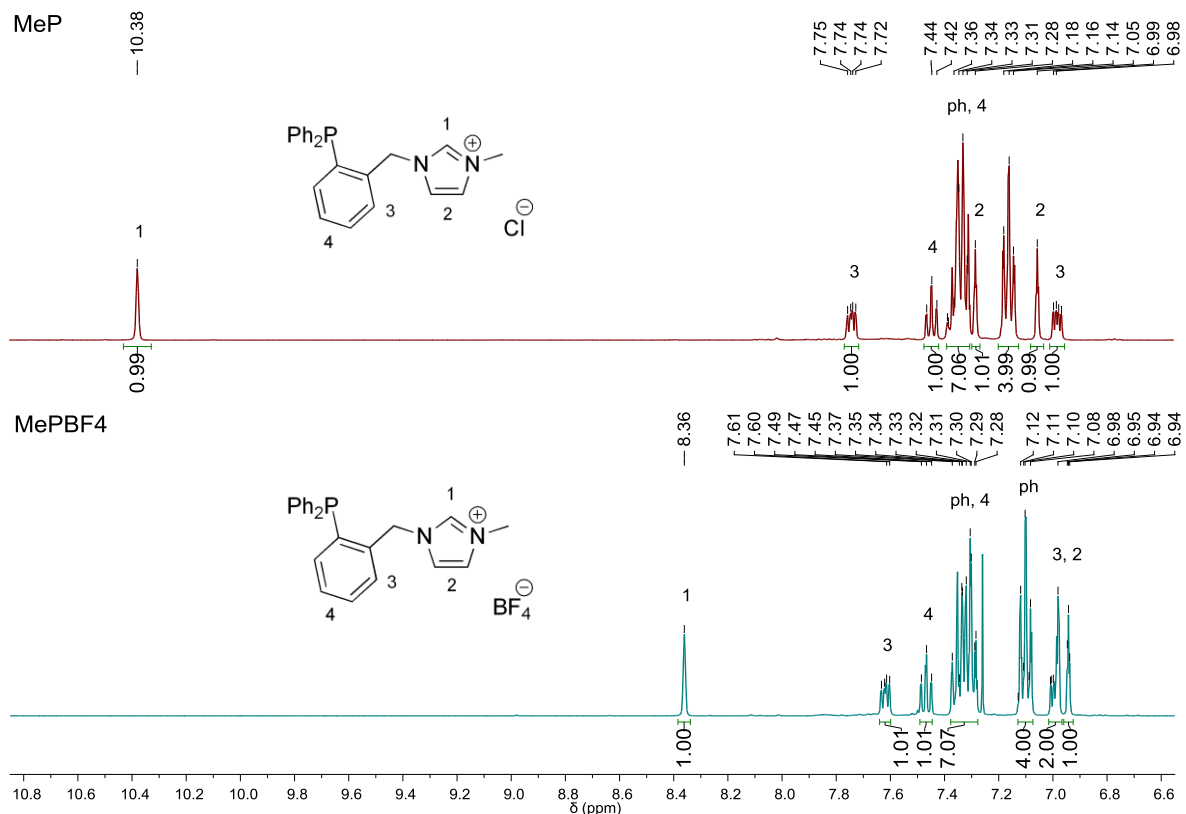 MeP
10.38
7.75 7.74 7.74 7.72 7.44 7.42 7.36 7.34 7.33 7.31 7.28 7.18 7.16 7.14 7.05 6.99 6.98
ph, 4
Ph2P
1
⊕
N
N
3
2
4
Cl⊖
1
3
4
2
2
3
0.99 1.00 1.00 7.06 1.01 3.99 0.99 1.00
MePBF4
8.36
7.61 7.60 7.49 7.47 7.45 7.37 7.35 7.34 7.33 7.32 7.31 7.30 7.29 7.28 7.12 7.11 7.10 7.08 6.98 6.95 6.94 6.94
ph, 4
ph
Ph2P
1
⊕
N
N
3
2
4
BF4⊖
1
3
4
3, 2
1.00 1.01 1.01 7.07 4.00 2.00 1.00
10.8 10.6 10.4 10.2 10.0 9.8 9.6 9.4 9.2 9.0 8.8 8.6 8.4 8.2 8.0 7.8 7.6 7.4 7.2 7.0 6.8 6.6
δ (ppm)